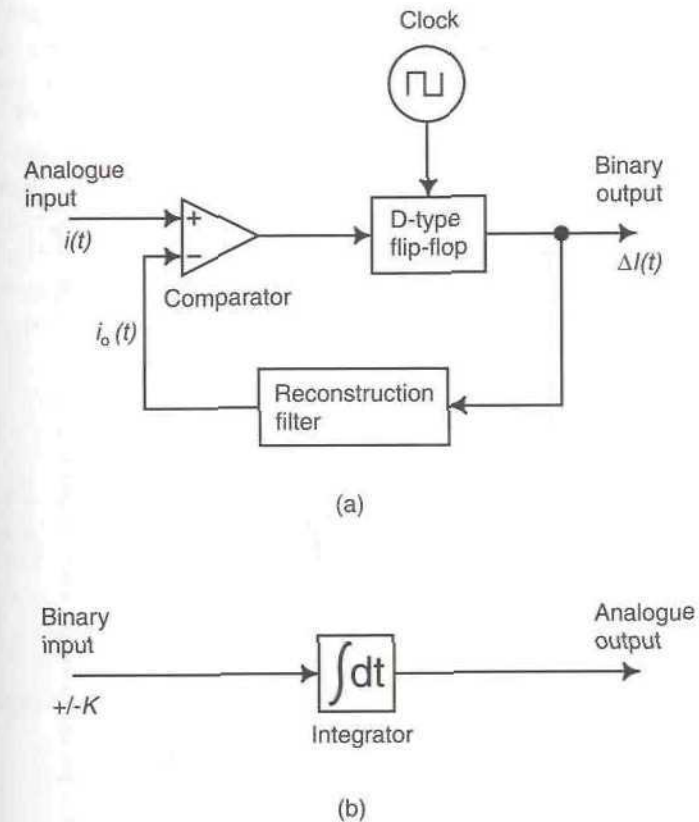 Clock
Analogue
input
i(t)
Binary
output
D-type
flip-flop
ΔI(t)
Comparator
i₀(t)
Reconstruction
filter
(a)
Binary
input
+/-K
∫dt
Analogue
output
Integrator
(b)